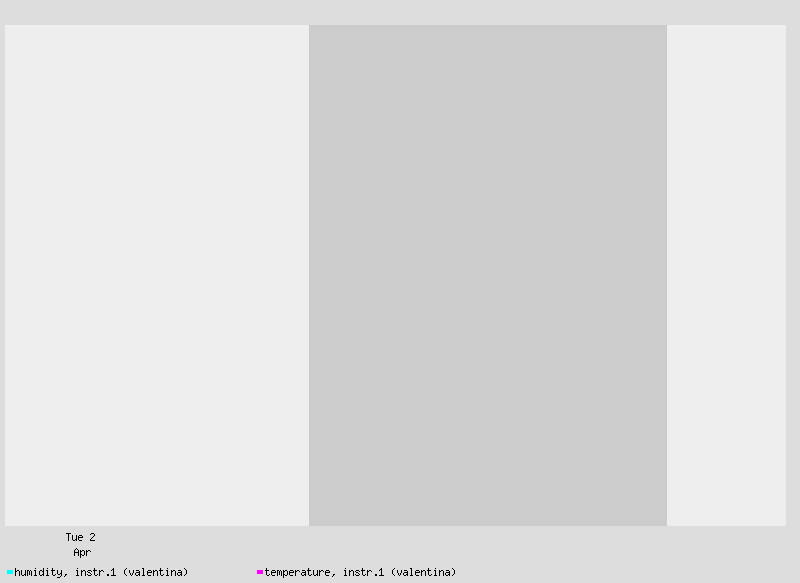 Tue 2
Apr
humidity, instr.1 (valentina) temperature, instr.1 (valentina)